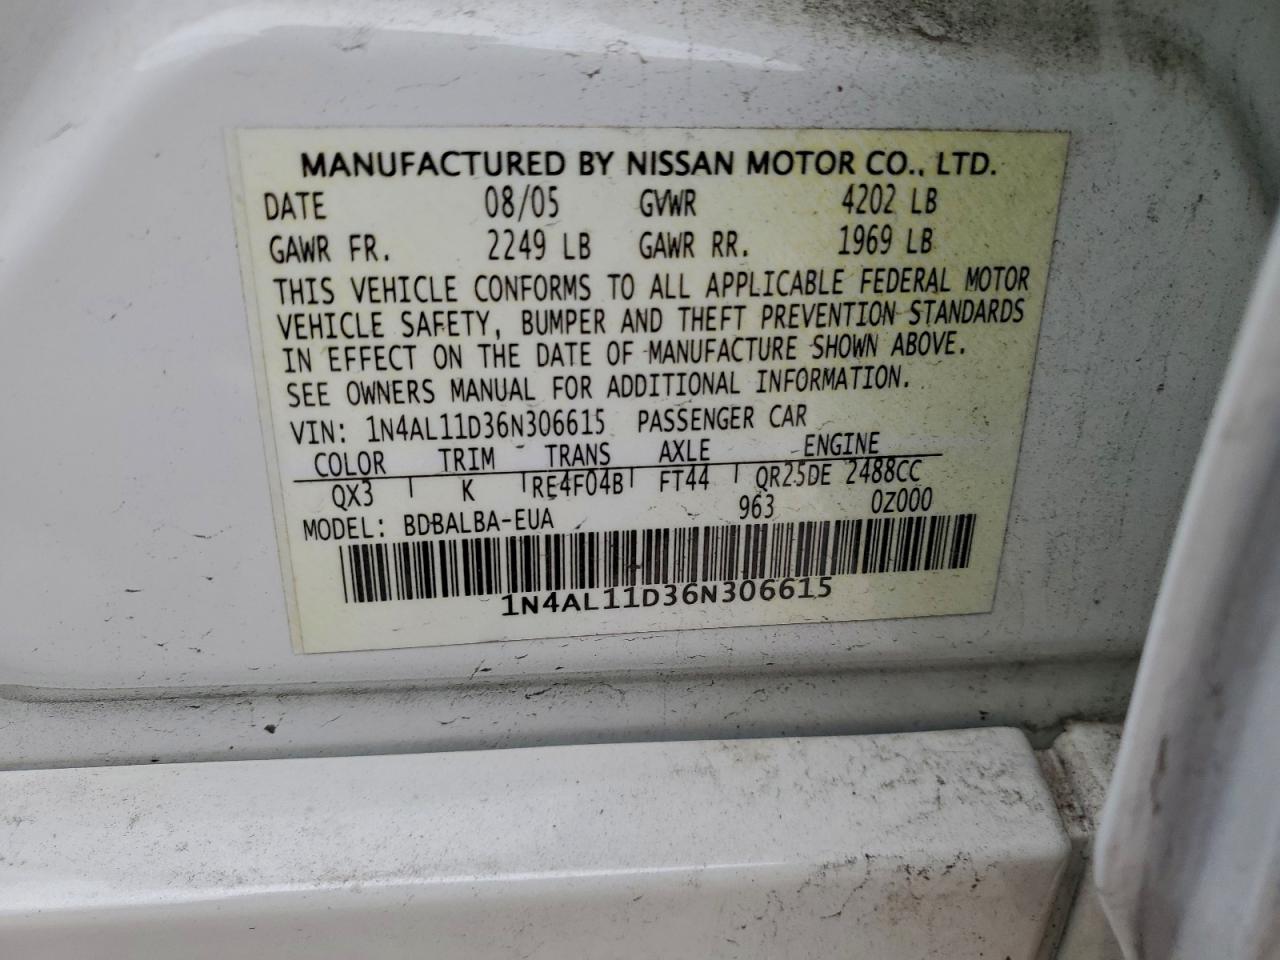 MANUFACTURED BY NISSAN MOTOR CO., LTD.
DATE 08/05 GVWR 4202 LB
GAWR FR. 2249 LB GAWR RR. 1969 LB
THIS VEHICLE CONFORMS TO ALL APPLICABLE FEDERAL MOTOR
VEHICLE SAFETY, BUMPER AND THEFT PREVENTION STANDARDS
IN EFFECT ON THE DATE OF MANUFACTURE SHOWN ABOVE.
SEE OWNERS MANUAL FOR ADDITIONAL INFORMATION.
VIN: 1N4AL11D36N306615 PASSENGER CAR
COLOR TRIM TRANS AXLE ENGINE
QX3 K RE4F04B FT44 QR25DE 2488CC
963 0Z000
MODEL: BDBALBA-EUA
1N4AL11D36N306615